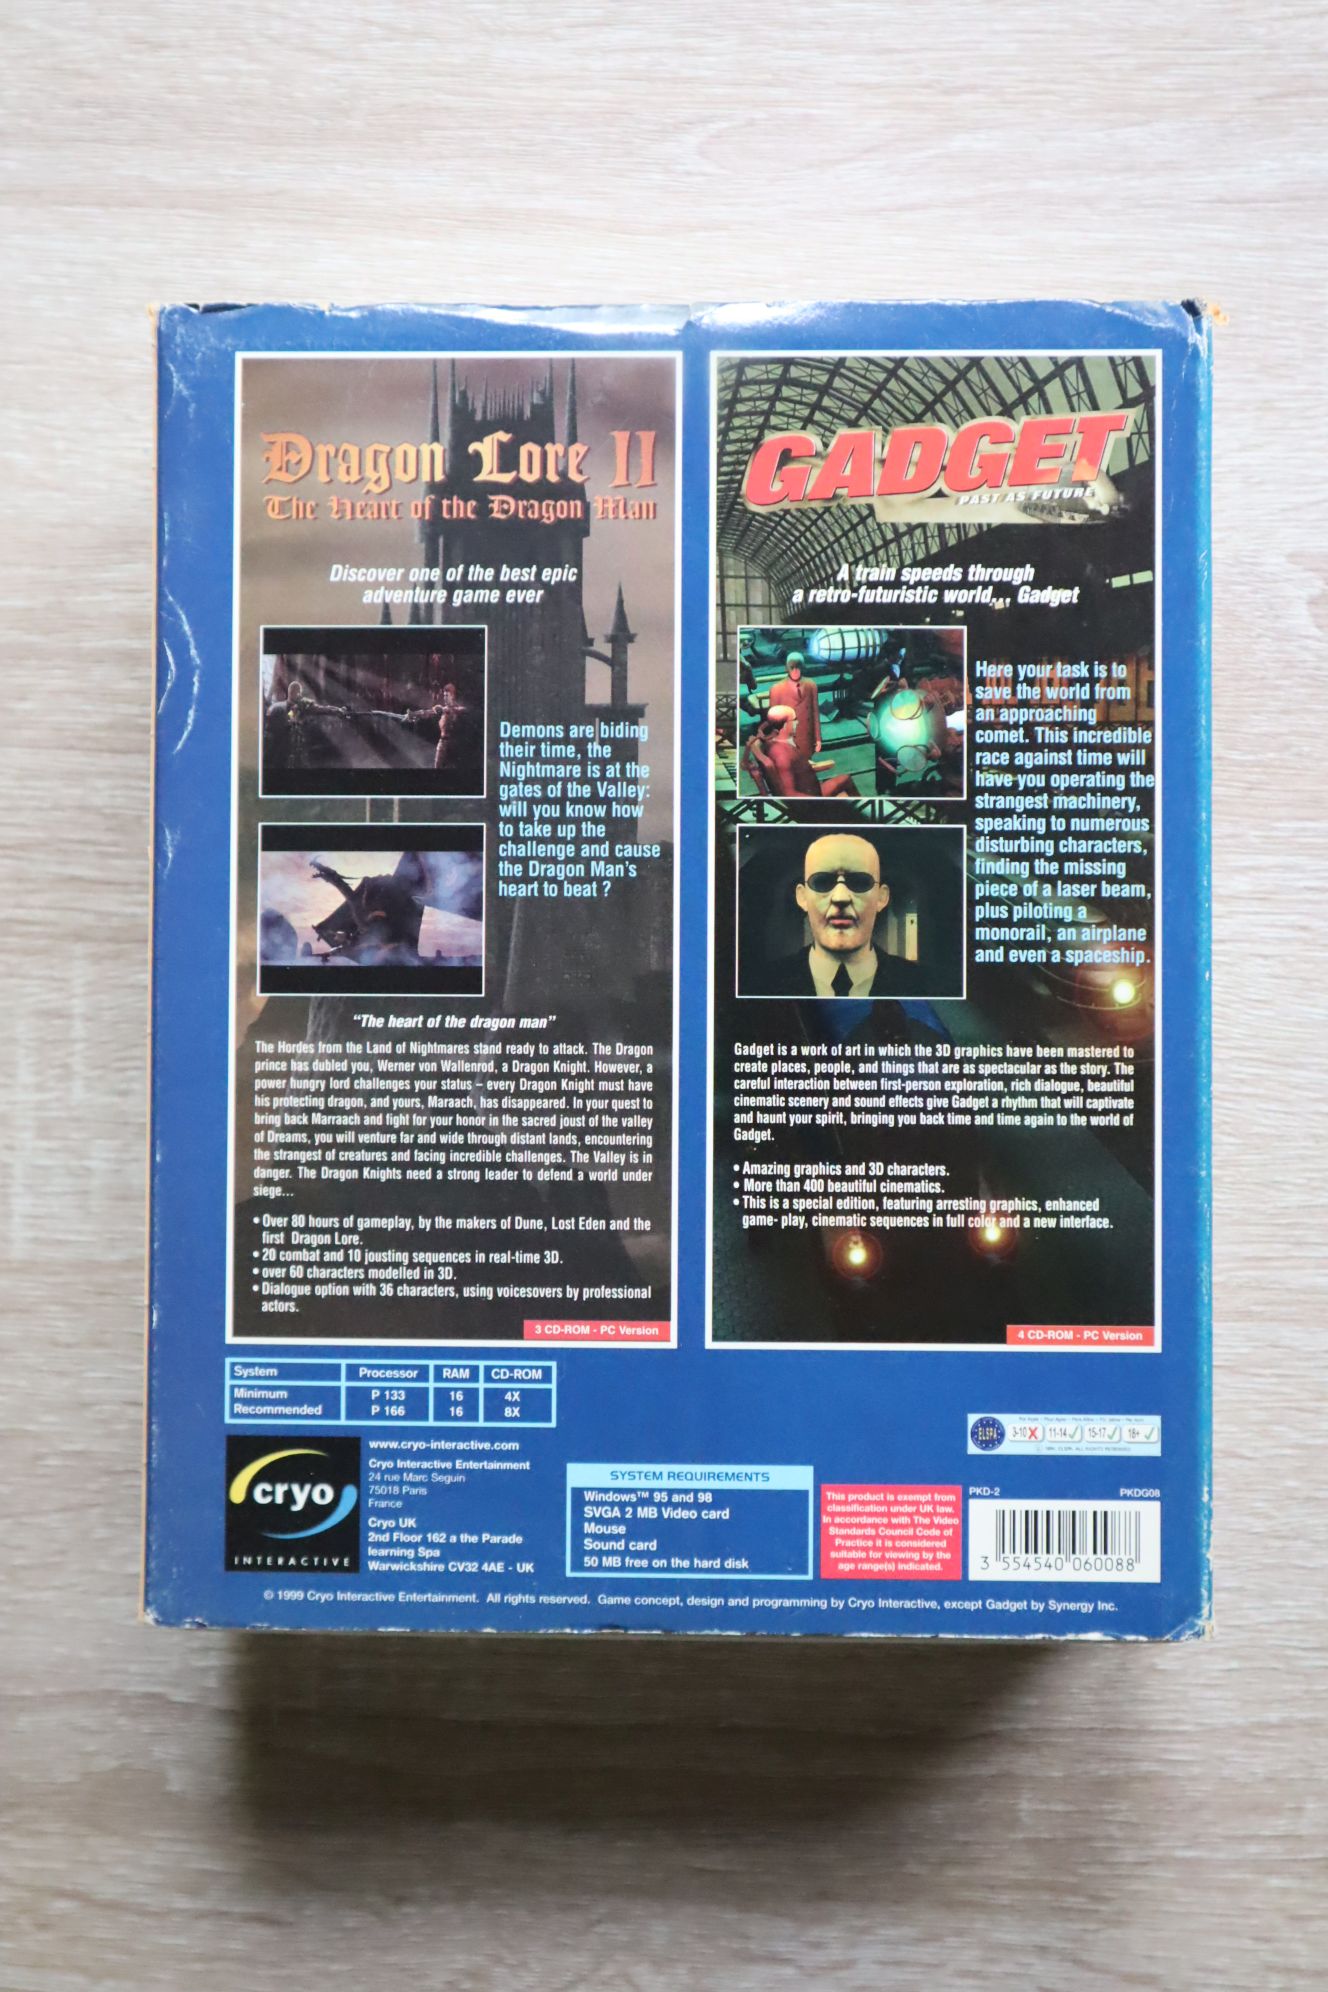 Dragon Lore II
The Heart of the Dragon Man
Discover one of the best epic
adventure game ever
Demons are biding
their time, the
Nightmare is at the
gates of the Valley:
will you know how
to take up the
challenge and cause
the Dragon Man's
heart to beat ?
"The heart of the dragon man"
The Hordes from the Land of Nightmares stand ready to attack. The Dragon
prince has dubled you, Werner von Wallenrod, a Dragon Knight. However, a
power hungry lord challenges your status – every Dragon Knight must have
his protecting dragon, and yours, Maraach, has disappeared. In your quest to
bring back Marraach and fight for your honor in the sacred joust of the valley
of Dreams, you will venture far and wide through distant lands, encountering
the strangest of creatures and facing incredible challenges. The Valley is in
danger. The Dragon Knights need a strong leader to defend a world under
siege...
• Over 80 hours of gameplay, by the makers of Dune, Lost Eden and the
first Dragon Lore.
• 20 combat and 10 jousting sequences in real-time 3D.
• over 60 characters modelled in 3D.
• Dialogue option with 36 characters, using voicesovers by professional
actors.
3 CD-ROM - PC Version
GADGET
PAST AS FUTURE
A train speeds through
a retro-futuristic world... Gadget
Here your task is to
save the world from
an approaching
comet. This incredible
race against time will
have you operating the
strangest machinery,
speaking to numerous
disturbing characters,
finding the missing
piece of a laser beam,
plus piloting a
monorail, an airplane
and even a spaceship.
Gadget is a work of art in which the 3D graphics have been mastered to
create places, people, and things that are as spectacular as the story. The
careful interaction between first-person exploration, rich dialogue, beautiful
cinematic scenery and sound effects give Gadget a rhythm that will captivate
and haunt your spirit, bringing you back time and time again to the world of
Gadget.
• Amazing graphics and 3D characters.
• More than 400 beautiful cinematics.
• This is a special edition, featuring arresting graphics, enhanced
game- play, cinematic sequences in full color and a new interface.
4 CD-ROM - PC Version
System Processor RAM CD-ROM
Minimum P 133 16 4X
Recommended P 166 16 8X
cryo
INTERACTIVE
www.cryo-interactive.com
Cryo Interactive Entertainment
24 rue Marc Seguin
75018 Paris
France
Cryo UK
2nd Floor 162 a the Parade
learning Spa
Warwickshire CV32 4AE - UK
SYSTEM REQUIREMENTS
Windows™ 95 and 98
SVGA 2 MB Video card
Mouse
Sound card
50 MB free on the hard disk
This product is exempt from
classification under UK law.
In accordance with The Video
Standards Council Code of
Practice it is considered
suitable for viewing by the
age range(s) indicated.
ELSPA
3-10 11-14 15-17 18+
PKD-2 PKDG08
3 554540 060088
© 1999 Cryo Interactive Entertainment. All rights reserved. Game concept, design and programming by Cryo Interactive, except Gadget by Synergy Inc.